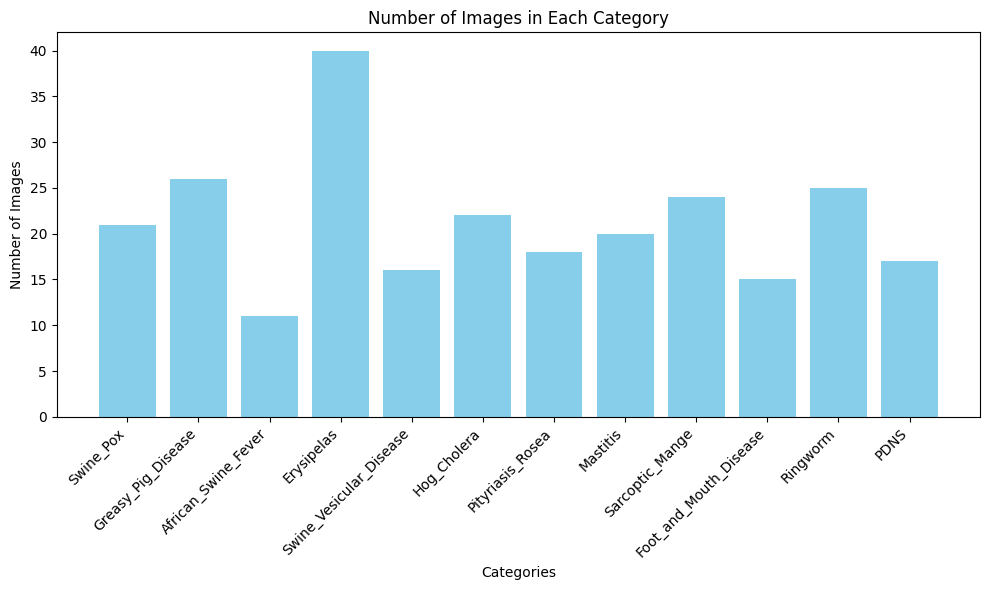 Number of Images in Each Category
Number of Images
40
35
30
25
20
15
10
5
0
Swine_Pox
Greasy_Pig_Disease
African_Swine_Fever
Erysipelas
Swine_Vesicular_Disease
Hog_Cholera
Pityriasis_Rosea
Mastitis
Sarcoptic_Mange
Foot_and_Mouth_Disease
Ringworm
PDNS
Categories